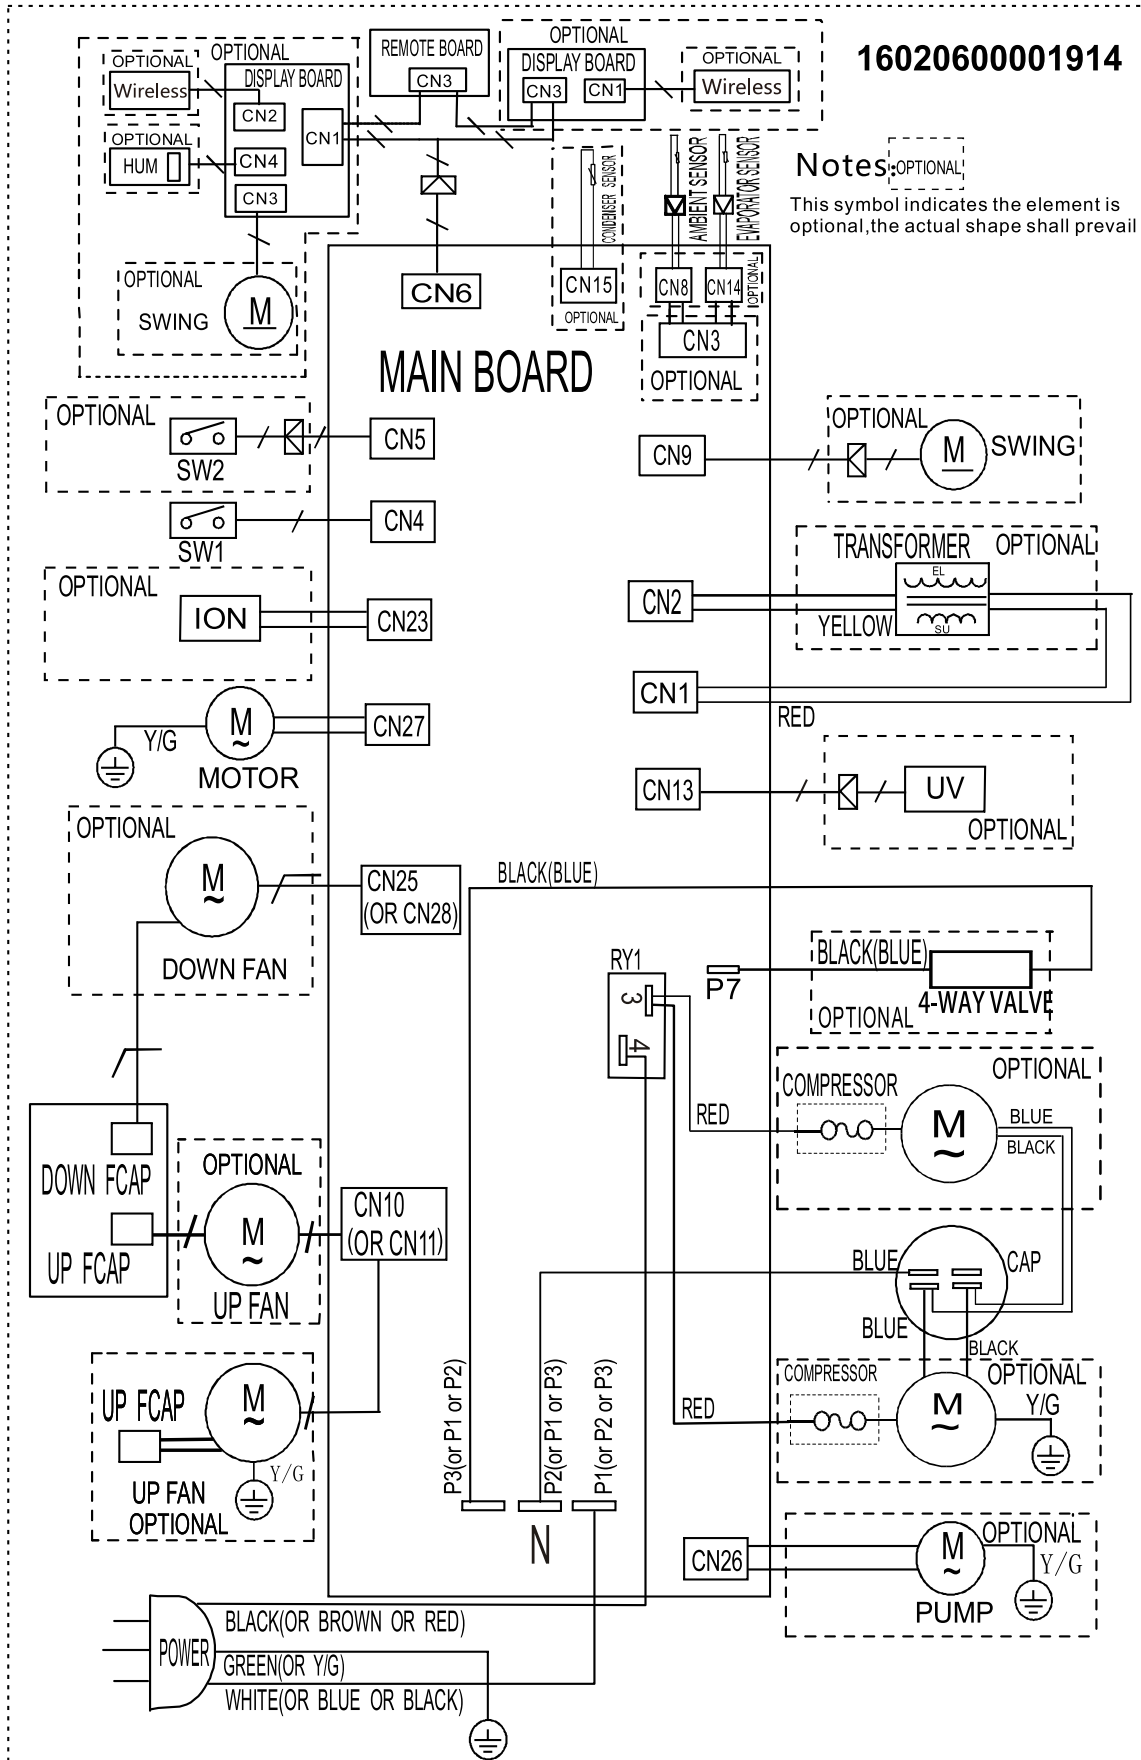 16020600001914
Notes: OPTIONAL
This symbol indicates the element is
optional,the actual shape shall prevail
OPTIONAL
OPTIONAL
Wireless
DISPLAY BOARD
CN2
CN1
OPTIONAL
HUM
CN4
CN3
OPTIONAL
SWING
M
REMOTE BOARD
CN3
OPTIONAL
DISPLAY BOARD
CN3
CN1
OPTIONAL
Wireless
CN6
CONDENSER SENSOR
CN15
OPTIONAL
AMBIENT SENSOR
EVAPORATOR SENSOR
CN8
CN14
OPTIONAL
CN3
OPTIONAL
MAIN BOARD
OPTIONAL
SW2
CN5
SW1
CN4
OPTIONAL
ION
CN23
M
~
Y/G
MOTOR
CN27
OPTIONAL
M
~
DOWN FAN
CN25
(OR CN28)
DOWN FCAP
UP FCAP
OPTIONAL
M
~
UP FAN
CN10
(OR CN11)
UP FCAP
M
~
Y/G
UP FAN
OPTIONAL
CN9
OPTIONAL
M
SWING
CN2
TRANSFORMER
OPTIONAL
EL
SU
YELLOW
CN1
RED
CN13
UV
OPTIONAL
BLACK(BLUE)
RY1
3
4
P7
BLACK(BLUE)
4-WAY VALVE
OPTIONAL
OPTIONAL
COMPRESSOR
RED
M
~
BLUE
BLACK
BLUE
CAP
BLUE
BLACK
COMPRESSOR
OPTIONAL
RED
M
~
Y/G
P3(or P1 or P2)
P2(or P1 or P3)
P1(or P2 or P3)
N
CN26
M
~
OPTIONAL
Y/G
PUMP
POWER
BLACK(OR BROWN OR RED)
GREEN(OR Y/G)
WHITE(OR BLUE OR BLACK)